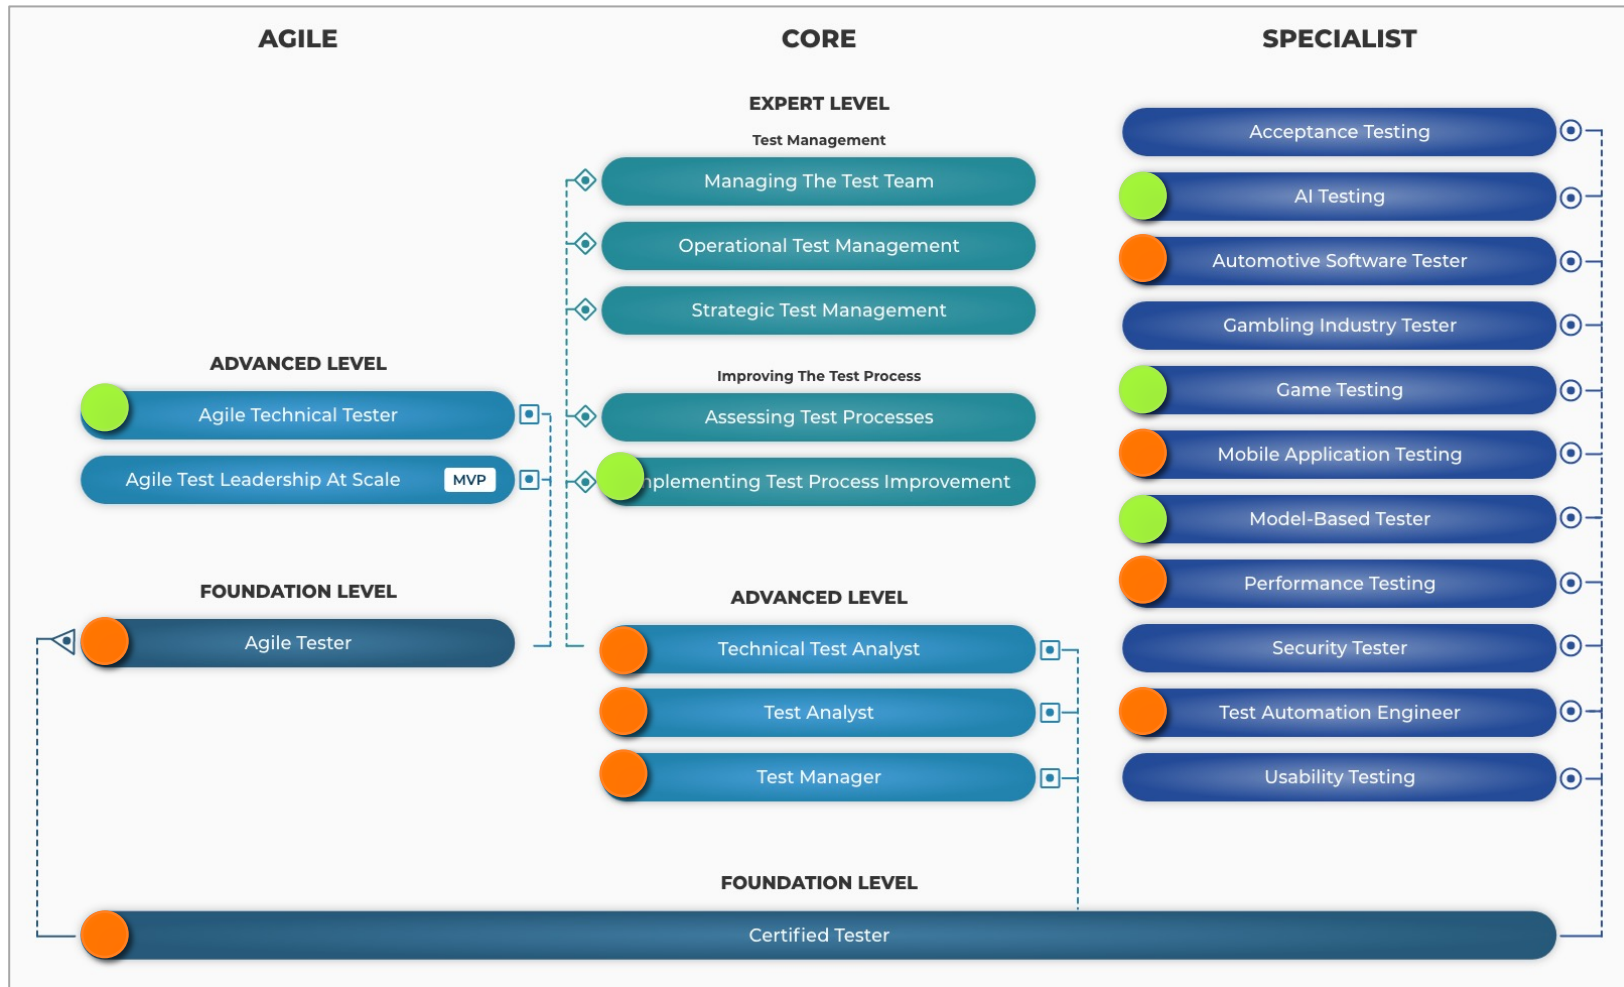 AGILE
CORE
SPECIALIST
EXPERT LEVEL
Test Management
Managing The Test Team
Operational Test Management
Strategic Test Management
Improving The Test Process
Assessing Test Processes
mplementing Test Process Improvement
ADVANCED LEVEL
Agile Technical Tester
Agile Test Leadership At Scale MVP
FOUNDATION LEVEL
Agile Tester
ADVANCED LEVEL
Technical Test Analyst
Test Analyst
Test Manager
Acceptance Testing
AI Testing
Automotive Software Tester
Gambling Industry Tester
Game Testing
Mobile Application Testing
Model-Based Tester
Performance Testing
Security Tester
Test Automation Engineer
Usability Testing
FOUNDATION LEVEL
Certified Tester